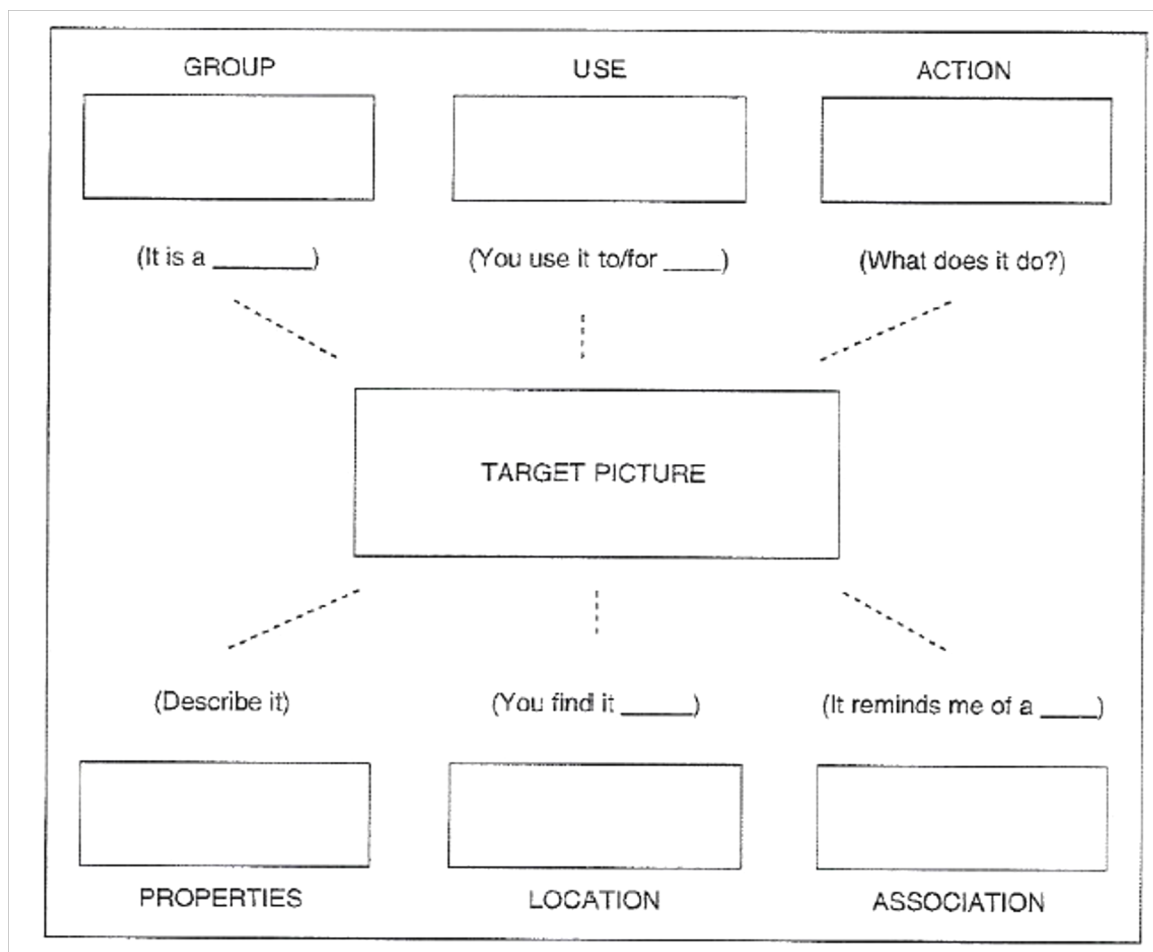 GROUP
USE
ACTION
(It is a ________)
(You use it to/for ____)
(What does it do?)
TARGET PICTURE
(Describe it)
(You find it _____)
(It reminds me of a ____)
PROPERTIES
LOCATION
ASSOCIATION